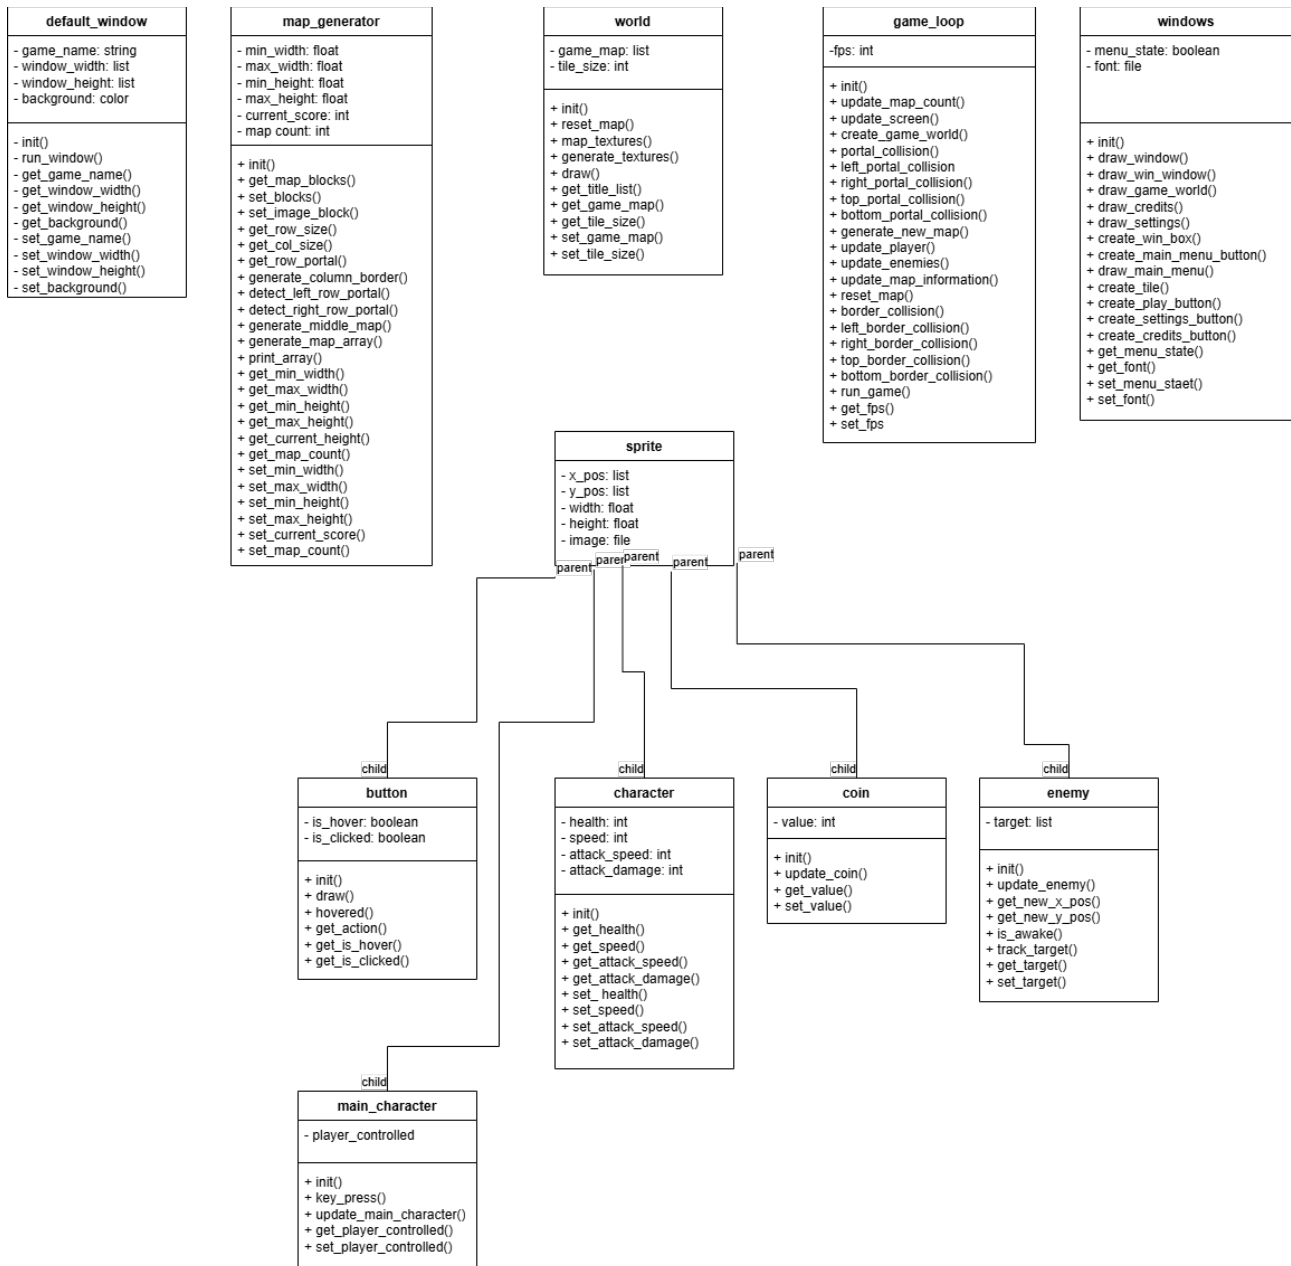 default_window
- game_name: string
- window_width: list
- window_height: list
- background: color
- init()
- run_window()
- get_game_name()
- get_window_width()
- get_window_height()
- get_background()
- set_game_name()
- set_window_width()
- set_window_height()
- set_background()
map_generator
- min_width: float
- max_width: float
- min_height: float
- max_height: float
- current_score: int
- map count: int
+ init()
+ get_map_blocks()
+ set_blocks()
+ set_image_block()
+ get_row_size()
+ get_col_size()
+ get_row_portal()
+ generate_column_border()
+ detect_left_row_portal()
+ detect_right_row_portal()
+ generate_middle_map()
+ generate_map_array()
+ print_array()
+ get_min_width()
+ get_max_width()
+ get_min_height()
+ get_max_height()
+ get_current_height()
+ get_map_count()
+ set_min_width()
+ set_max_width()
+ set_min_height()
+ set_max_height()
+ set_current_score()
+ set_map_count()
world
- game_map: list
- tile_size: int
+ init()
+ reset_map()
+ map_textures()
+ generate_textures()
+ draw()
+ get_title_list()
+ get_game_map()
+ get_tile_size()
+ set_game_map()
+ set_tile_size()
game_loop
-fps: int
+ init()
+ update_map_count()
+ update_screen()
+ create_game_world()
+ portal_collision()
+ left_portal_collision
+ right_portal_collision()
+ top_portal_collision()
+ bottom_portal_collision()
+ generate_new_map()
+ update_player()
+ update_enemies()
+ update_map_information()
+ reset_map()
+ border_collision()
+ left_border_collision()
+ right_border_collision()
+ top_border_collision()
+ bottom_border_collision()
+ run_game()
+ get_fps()
+ set_fps
windows
- menu_state: boolean
- font: file
+ init()
+ draw_window()
+ draw_win_window()
+ draw_game_world()
+ draw_credits()
+ draw_settings()
+ create_win_box()
+ create_main_menu_button()
+ draw_main_menu()
+ create_tile()
+ create_play_button()
+ create_settings_button()
+ create_credits_button()
+ get_menu_state()
+ get_font()
+ set_menu_staet()
+ set_font()
sprite
- x_pos: list
- y_pos: list
- width: float
- height: float
- image: file
parent
parent
parent
parent
parent
child
child
child
child
button
- is_hover: boolean
- is_clicked: boolean
+ init()
+ draw()
+ hovered()
+ get_action()
+ get_is_hover()
+ get_is_clicked()
character
- health: int
- speed: int
- attack_speed: int
- attack_damage: int
+ init()
+ get_health()
+ get_speed()
+ get_attack_speed()
+ get_attack_damage()
+ set_ health()
+ set_speed()
+ set_attack_speed()
+ set_attack_damage()
coin
- value: int
+ init()
+ update_coin()
+ get_value()
+ set_value()
enemy
- target: list
+ init()
+ update_enemy()
+ get_new_x_pos()
+ get_new_y_pos()
+ is_awake()
+ track_target()
+ get_target()
+ set_target()
child
main_character
- player_controlled
+ init()
+ key_press()
+ update_main_character()
+ get_player_controlled()
+ set_player_controlled()